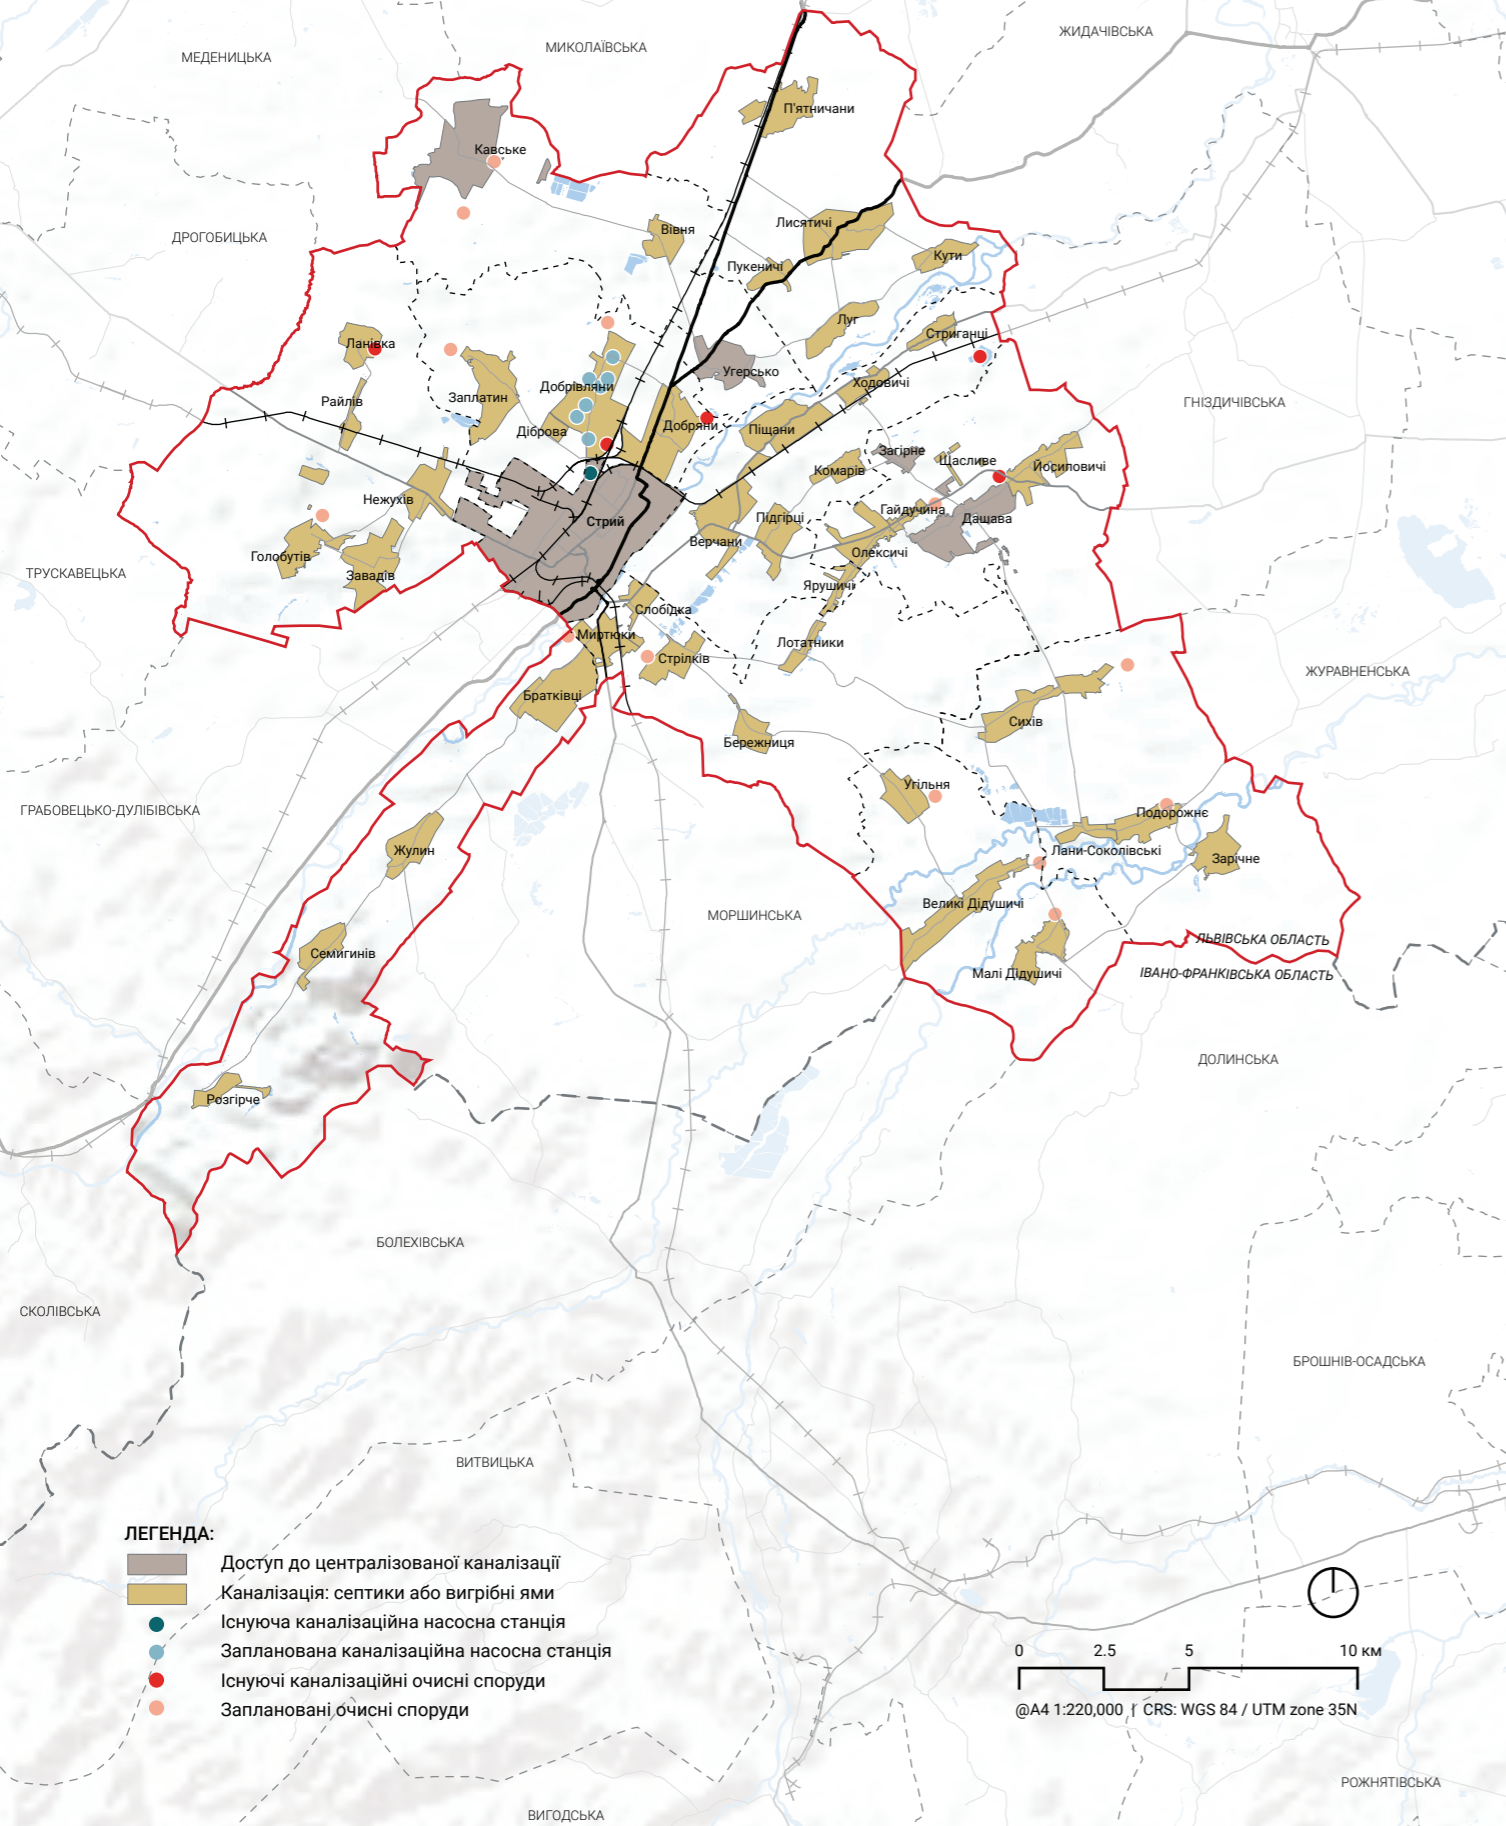 ЖИДАЧІВСЬКА
МИКОЛАЇВСЬКА
МЕДЕНИЦЬКА
П'ятничани
Кавське
Лисятичі
Вівня
ДРОГОБИЦЬКА
Кути
Пукеничі
Луг
Стриганці
Ланівка
Угерсько
Ходовичі
Добрівляни
Заплатин
Райлів
ГНІЗДИЧІВСЬКА
Добряни
Піщани
Діброва
Загірне
Щасливе
Йосиповичі
Комарів
Нежухів
Гайдучина
Підгірці
Дашава
Стрий
Верчани
Олексичі
Голобутів
Завадів
ТРУСКАВЕЦЬКА
Ярушичі
Слобідка
Миртюки
Лотатники
Стрілків
ЖУРАВНЕНСЬКА
Братківці
Сихів
Бережниця
Угільня
ГРАБОВЕЦЬКО-ДУЛІБІВСЬКА
Подорожнє
Жулин
Лани-Соколівські
Зарічне
Великі Дідушичі
МОРШИНСЬКА
ЛЬВІВСЬКА ОБЛАСТЬ
Семигинів
Малі Дідушичі
ІВАНО-ФРАНКІВСЬКА ОБЛАСТЬ
ДОЛИНСЬКА
Розгірче
БОЛЕХІВСЬКА
СКОЛІВСЬКА
БРОШНІВ-ОСАДСЬКА
ВИТВИЦЬКА
ЛЕГЕНДА:
Доступ до централізованої каналізації
Каналізація: септики або вигрібні ями
Існуюча каналізаційна насосна станція
Запланована каналізаційна насосна станція
Існуючі каналізаційні очисні споруди
Заплановані очисні споруди
0 2.5 5 10 км
@A4 1:220,000 | CRS: WGS 84 / UTM zone 35N
РОЖНЯТІВСЬКА
ВИГОДСЬКА